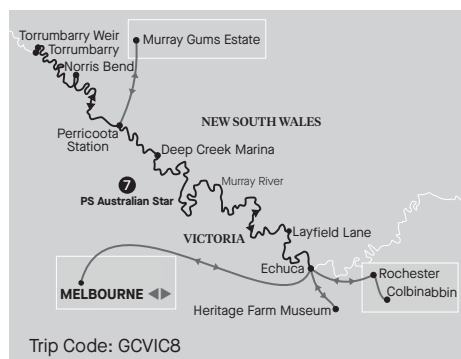 Torrumbarry Weir
Torrumbarry
Norris Bend
Murray Gums Estate
Perricoota
Station
NEW SOUTH WALES
Deep Creek Marina
7
PS Australian Star
Murray River
VICTORIA
Layfield Lane
Echuca
MELBOURNE
Rochester
Colbinabbin
Heritage Farm Museum
Trip Code: GCVIC8